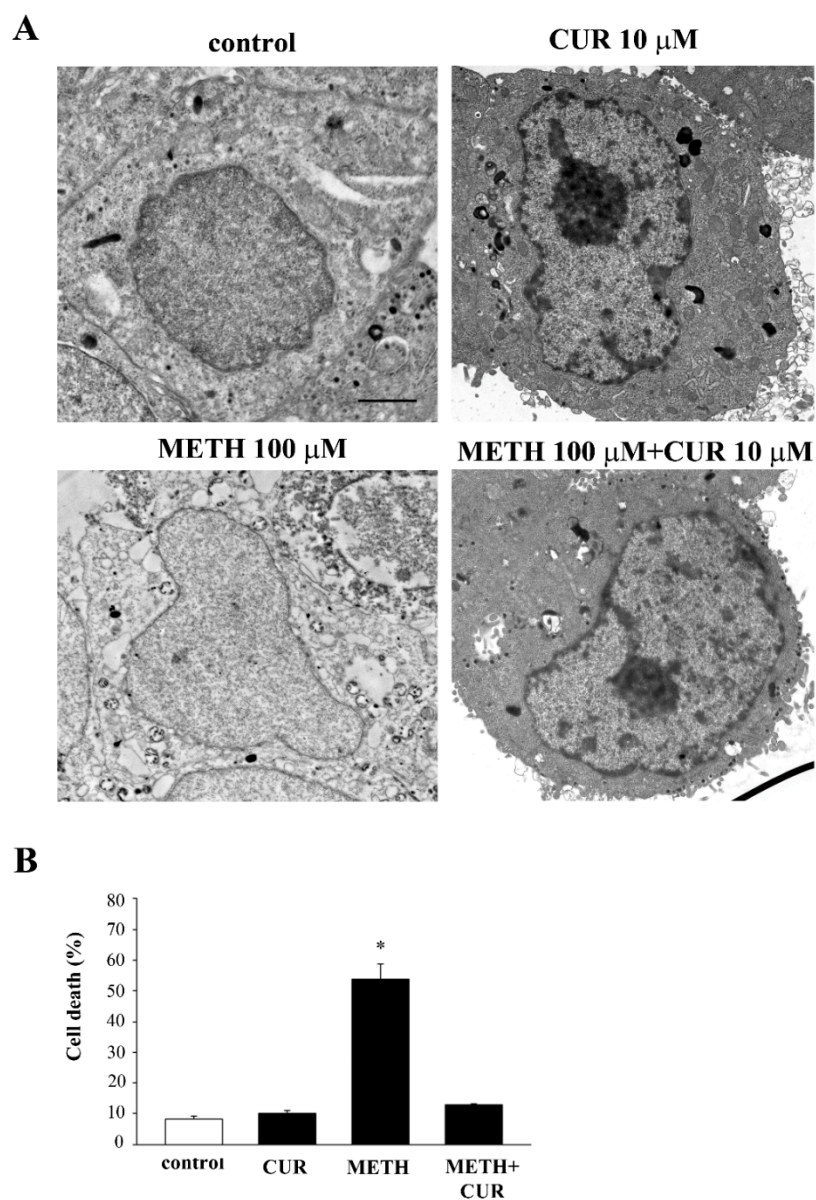 A
control
CUR 10 μM
METH 100 μM
METH 100 μM+CUR 10 μM
B
Cell death (%)
80
70
60
50
40
30
20
10
0
*
control
CUR
METH
METH+
CUR